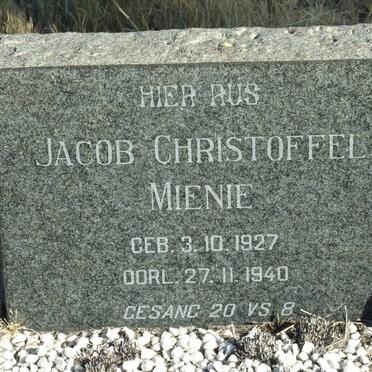 HIER RUS
JACOB CHRISTOFFEL
MIENIE
GEB. 3.10.1927
OORL. 27.11.1940
GESANG 20 VS 8